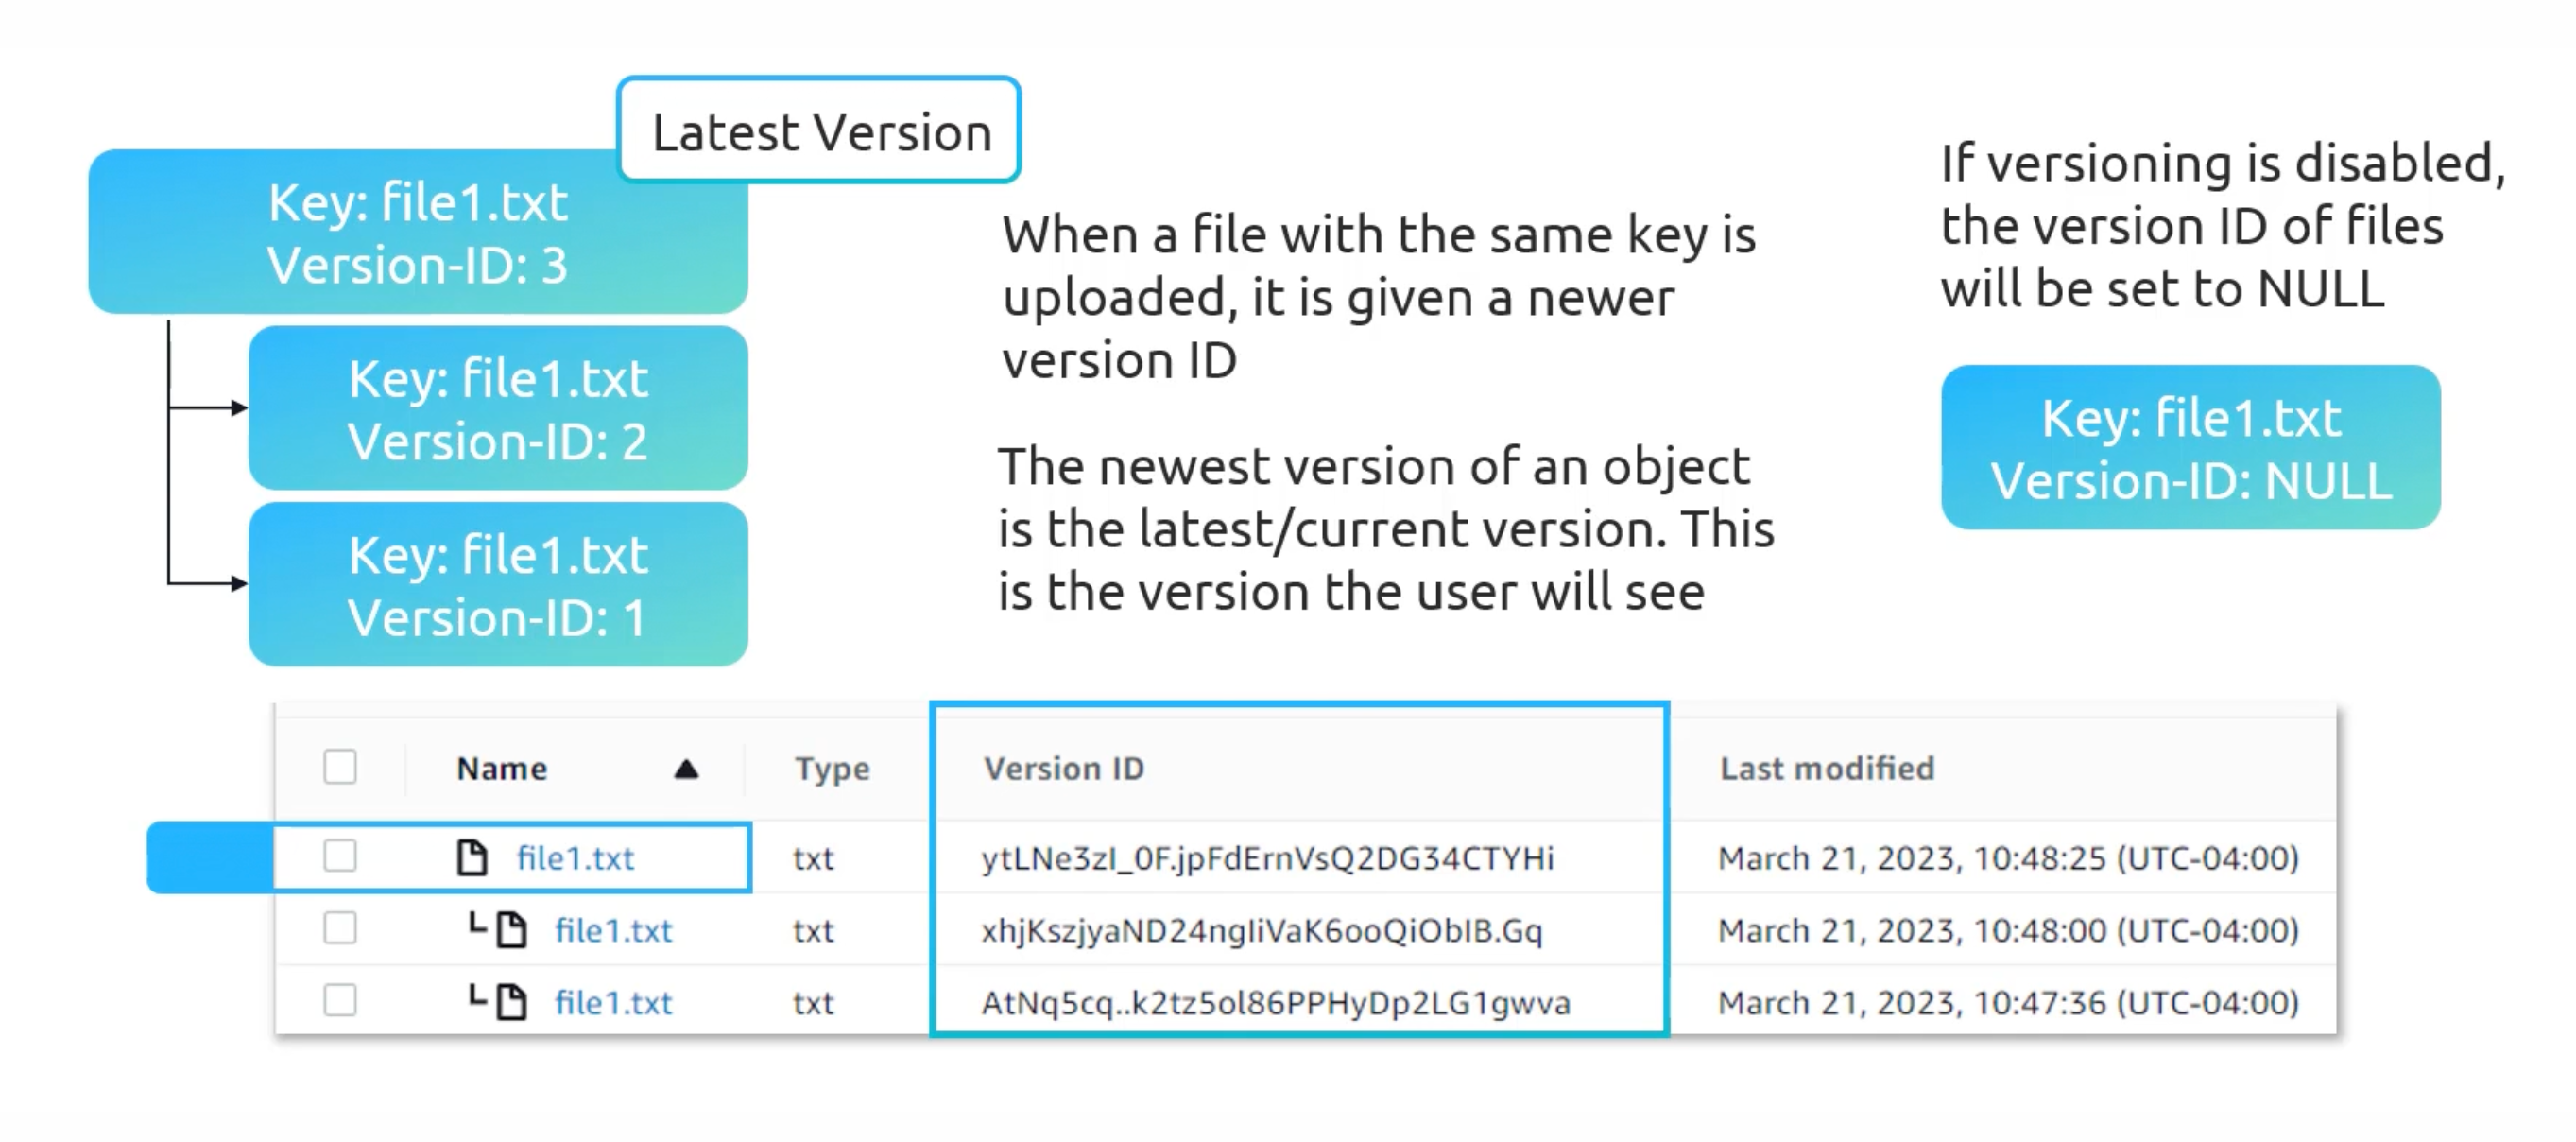 Latest Version
Key: file1.txt
Version-ID: 3
Key: file1.txt
Version-ID: 2
Key: file1.txt
Version-ID: 1
When a file with the same key is
uploaded, it is given a newer
version ID
The newest version of an object
is the latest/current version. This
is the version the user will see
If versioning is disabled,
the version ID of files
will be set to NULL
Key: file1.txt
Version-ID: NULL
Name Type Version ID Last modified
file1.txt txt ytLNe3zI_0F.jpFdErnVsQ2DG34CTYHi March 21, 2023, 10:48:25 (UTC-04:00)
file1.txt txt xhjKszjyaND24ngIiVaK6ooQiObIB.Gq March 21, 2023, 10:48:00 (UTC-04:00)
file1.txt txt AtNq5cq..k2tz5ol86PPHyDp2LG1gwva March 21, 2023, 10:47:36 (UTC-04:00)